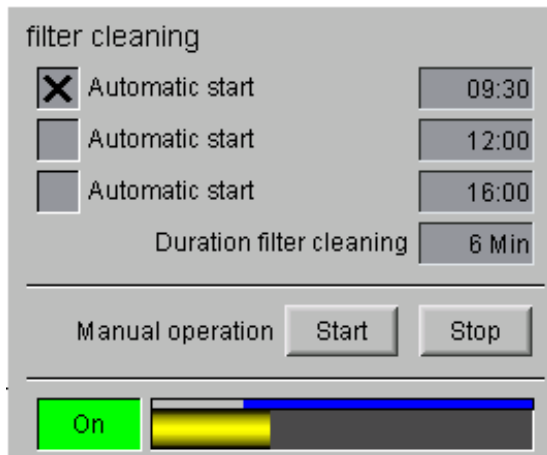 filter cleaning
Automatic start 09:30
Automatic start 12:00
Automatic start 16:00
Duration filter cleaning 6 Min
Manual operation Start Stop
On